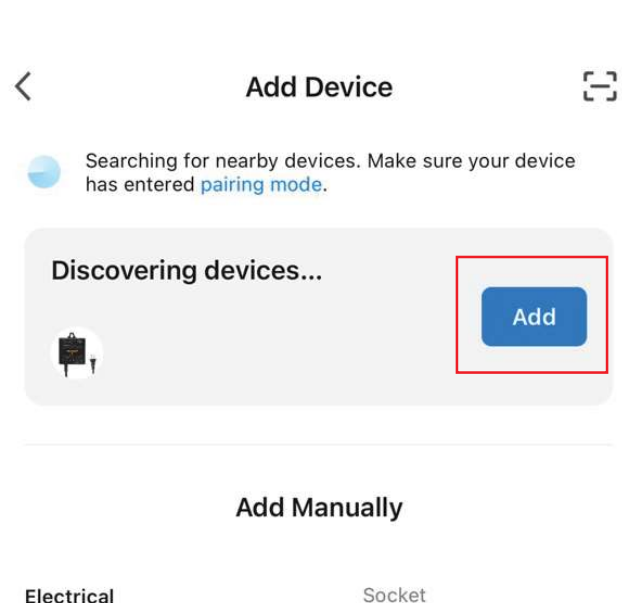 Add Device
Searching for nearby devices. Make sure your device
has entered pairing mode.
Discovering devices...
Add
Add Manually
Electrical
Socket